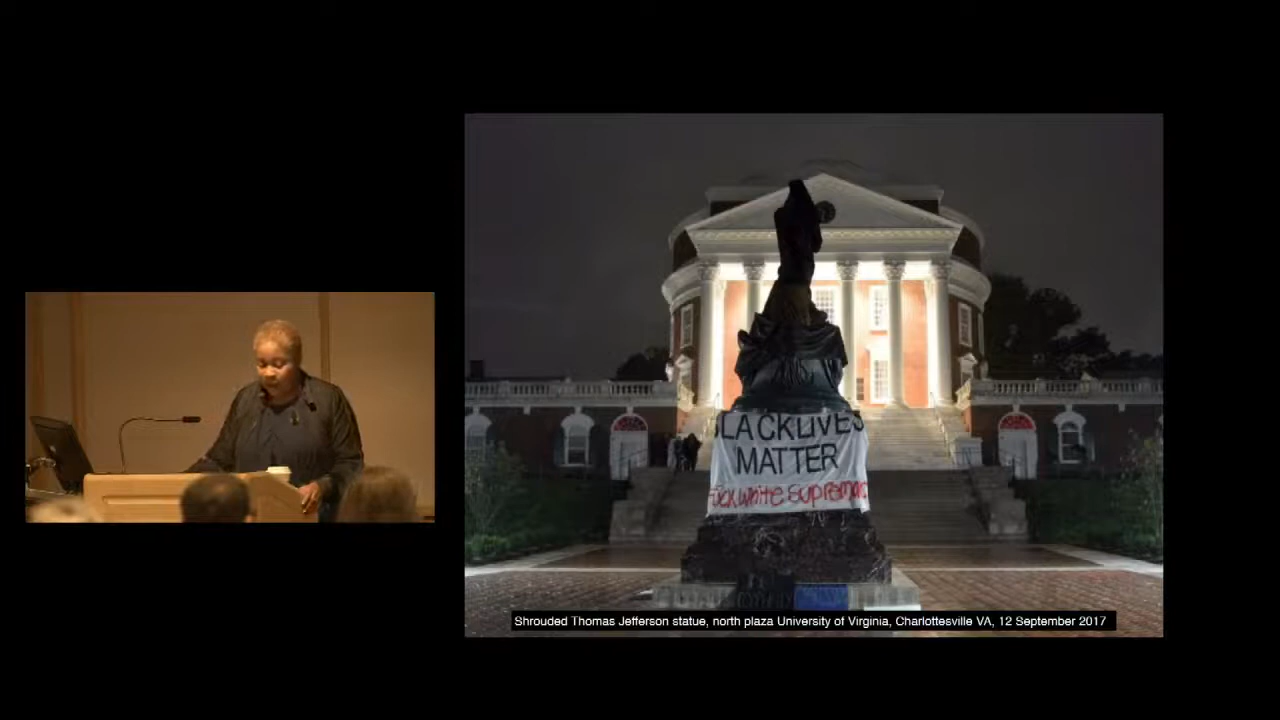 BLACK LIVES
MATTER
Fuck White Supremac
Shrouded Thomas Jefferson statue, north plaza University of Virginia, Charlottesville VA, 12 September 2017